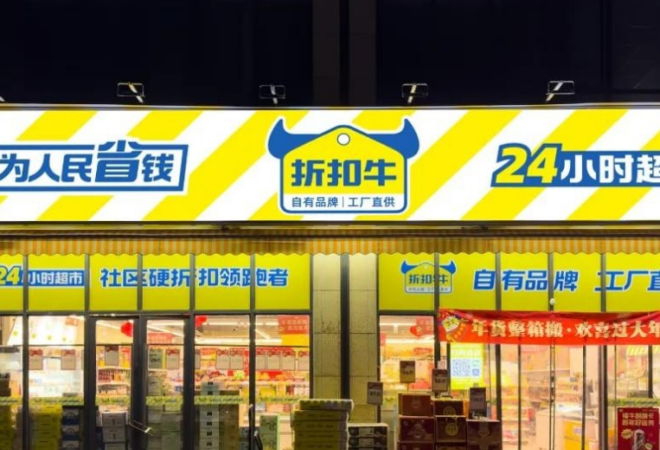 为人民省钱
折扣牛
自有品牌|工厂直供
24小时超
24小时超市
社区硬折扣领跑者
折扣牛
自有品牌 工厂直
年货整箱搬·欢喜过大年